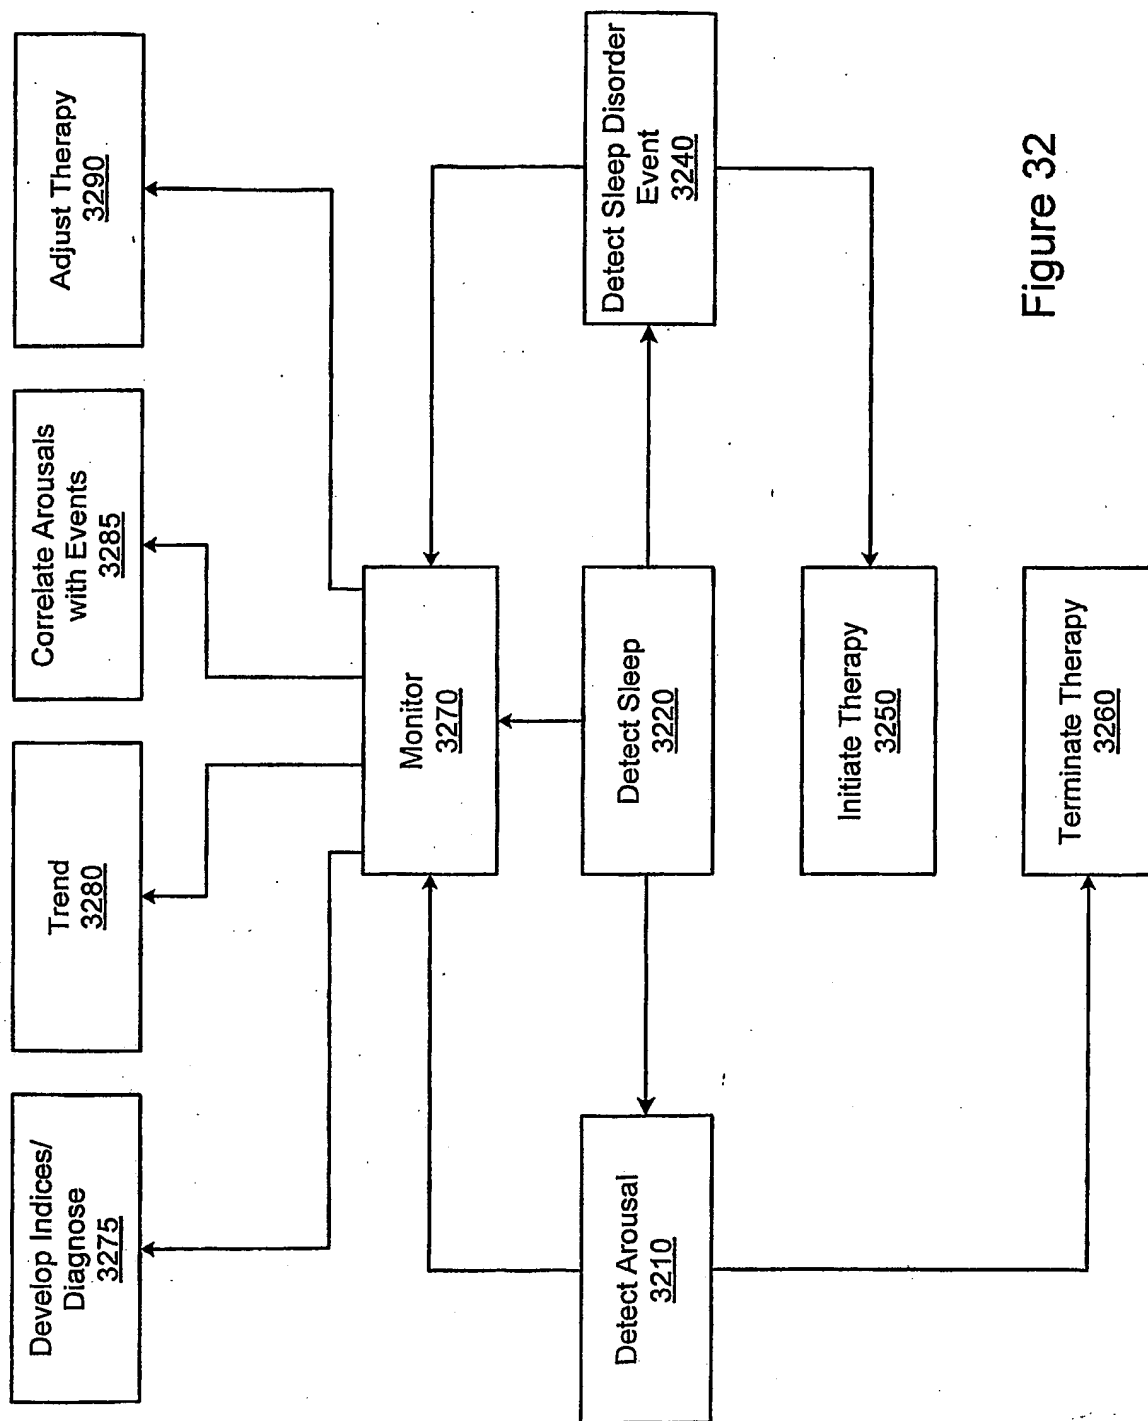 Develop Indices/
Diagnose
3275
Trend
3280
Correlate Arousals
with Events
3285
Adjust Therapy
3290
Monitor
3270
Detect Arousal
3210
Detect Sleep
3220
Detect Sleep Disorder
Event
3240
Initiate Therapy
3250
Terminate Therapy
3260
Figure 32